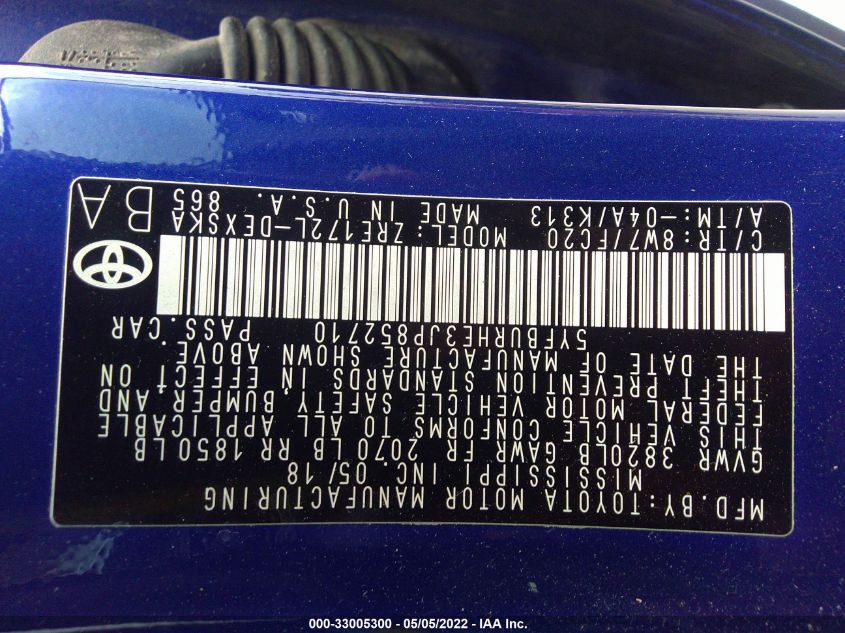 MFD. BY: TOYOTA MOTOR MANUFACTURING
MISSISSIPPI INC. 05/18
GVWR 3820LB GAWR FR 2070 LB RR 1850 LB
THIS VEHICLE CONFORMS TO ALL APPLICABLE
FEDERAL MOTOR VEHICLE SAFETY, BUMPER AND
THEFT PREVENTION STANDARDS IN EFFECT ON
THE DATE OF MANUFACTURE SHOWN ABOVE.
5YFBURHE3JP852710 PASS. CAR
C/TR: 8W7/FC20 MODEL: ZRE172L-DEXSKA
A/TM: -04A/K313 MADE IN U.S.A. 865
BA
000-33005300 - 05/05/2022 - IAA Inc.